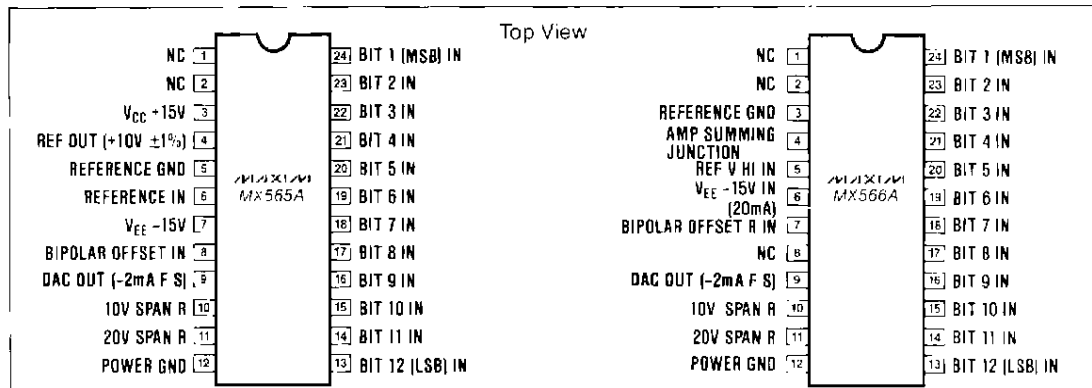 Top View
NC 1
NC 2
VCC +15V 3
REF OUT (+10V ±1%) 4
REFERENCE GND 5
REFERENCE IN 6
VEE -15V 7
BIPOLAR OFFSET IN 8
DAC OUT (-2mA F S) 9
10V SPAN R 10
20V SPAN R 11
POWER GND 12
MAXIM
MX565A
24 BIT 1 (MSB) IN
23 BIT 2 IN
22 BIT 3 IN
21 BIT 4 IN
20 BIT 5 IN
19 BIT 6 IN
18 BIT 7 IN
17 BIT 8 IN
16 BIT 9 IN
15 BIT 10 IN
14 BIT 11 IN
13 BIT 12 (LSB) IN
NC 1
NC 2
REFERENCE GND 3
AMP SUMMING
JUNCTION 4
REF V HI IN 5
VEE -15V IN
(20mA) 6
BIPOLAR OFFSET R IN 7
NC 8
DAC OUT (-2mA F S) 9
10V SPAN R 10
20V SPAN R 11
POWER GND 12
MAXIM
MX566A
24 BIT 1 (MSB) IN
23 BIT 2 IN
22 BIT 3 IN
21 BIT 4 IN
20 BIT 5 IN
19 BIT 6 IN
18 BIT 7 IN
17 BIT 8 IN
16 BIT 9 IN
15 BIT 10 IN
14 BIT 11 IN
13 BIT 12 (LSB) IN